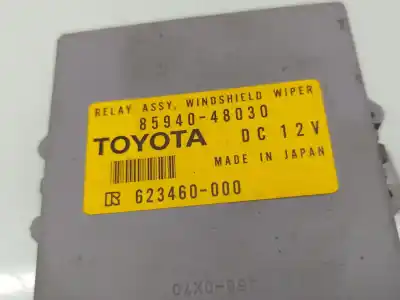 RELAY ASSY, WINDSHIELD WIPER
85940-48030
TOYOTA DC 12V
MADE IN JAPAN
R 623460-000